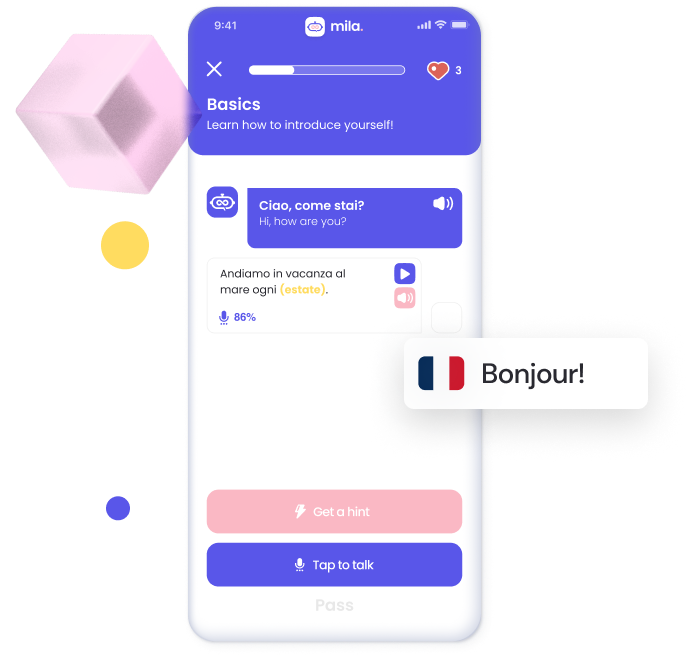 9:41
mila.
3
Basics
Learn how to introduce yourself!
Ciao, come stai?
Hi, how are you?
Andiamo in vacanza al
mare ogni (estate).
86%
Bonjour!
Get a hint
Tap to talk
Pass